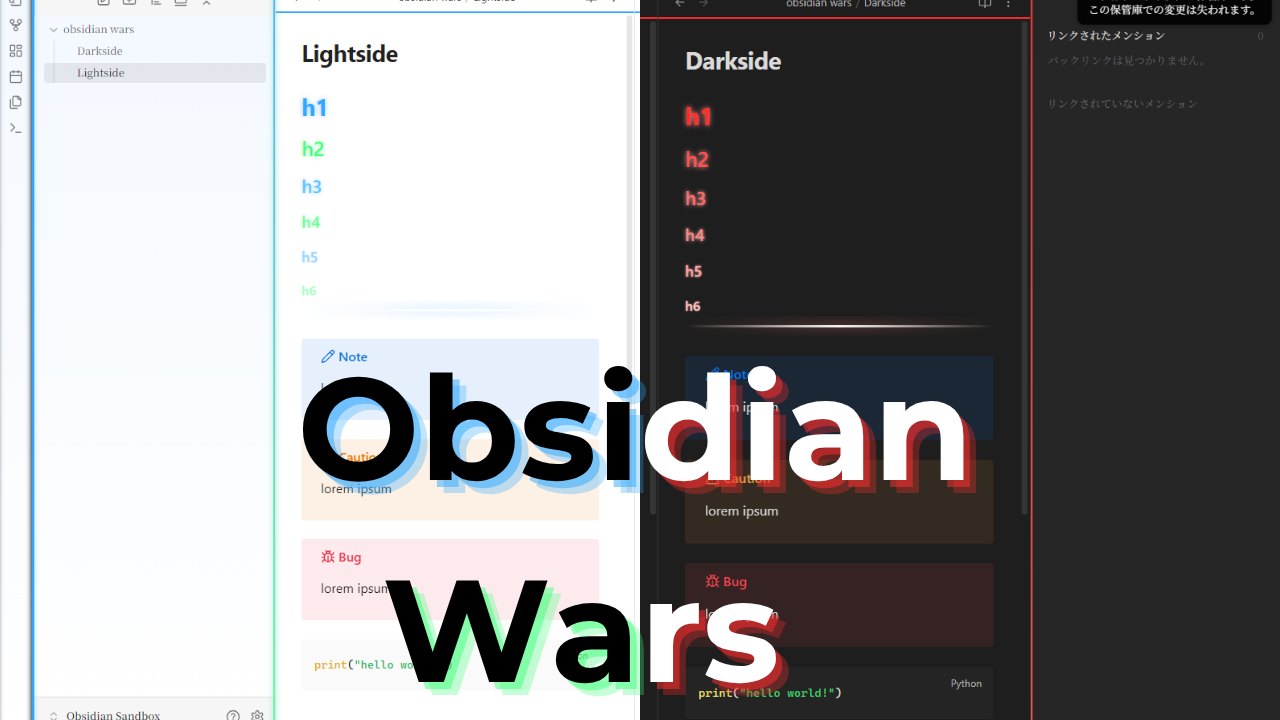 obsidian wars
Darkside
Lightside
Obsidian Sandbox
obsidian wars / Lightside
Lightside
h1
h2
h3
h4
h5
h6
Note
Caution
lorem ipsum
Bug
lorem ipsum
print("hello wo
obsidian wars / Darkside
Darkside
h1
h2
h3
h4
h5
h6
Note
lorem ipsum
Caution
lorem ipsum
Bug
lorem ipsum
Python
print("hello world!")
この保管庫での変更は失われます。
リンクされたメンション 0
バックリンクは見つかりません。
リンクされていないメンション
Obsidian
Wars